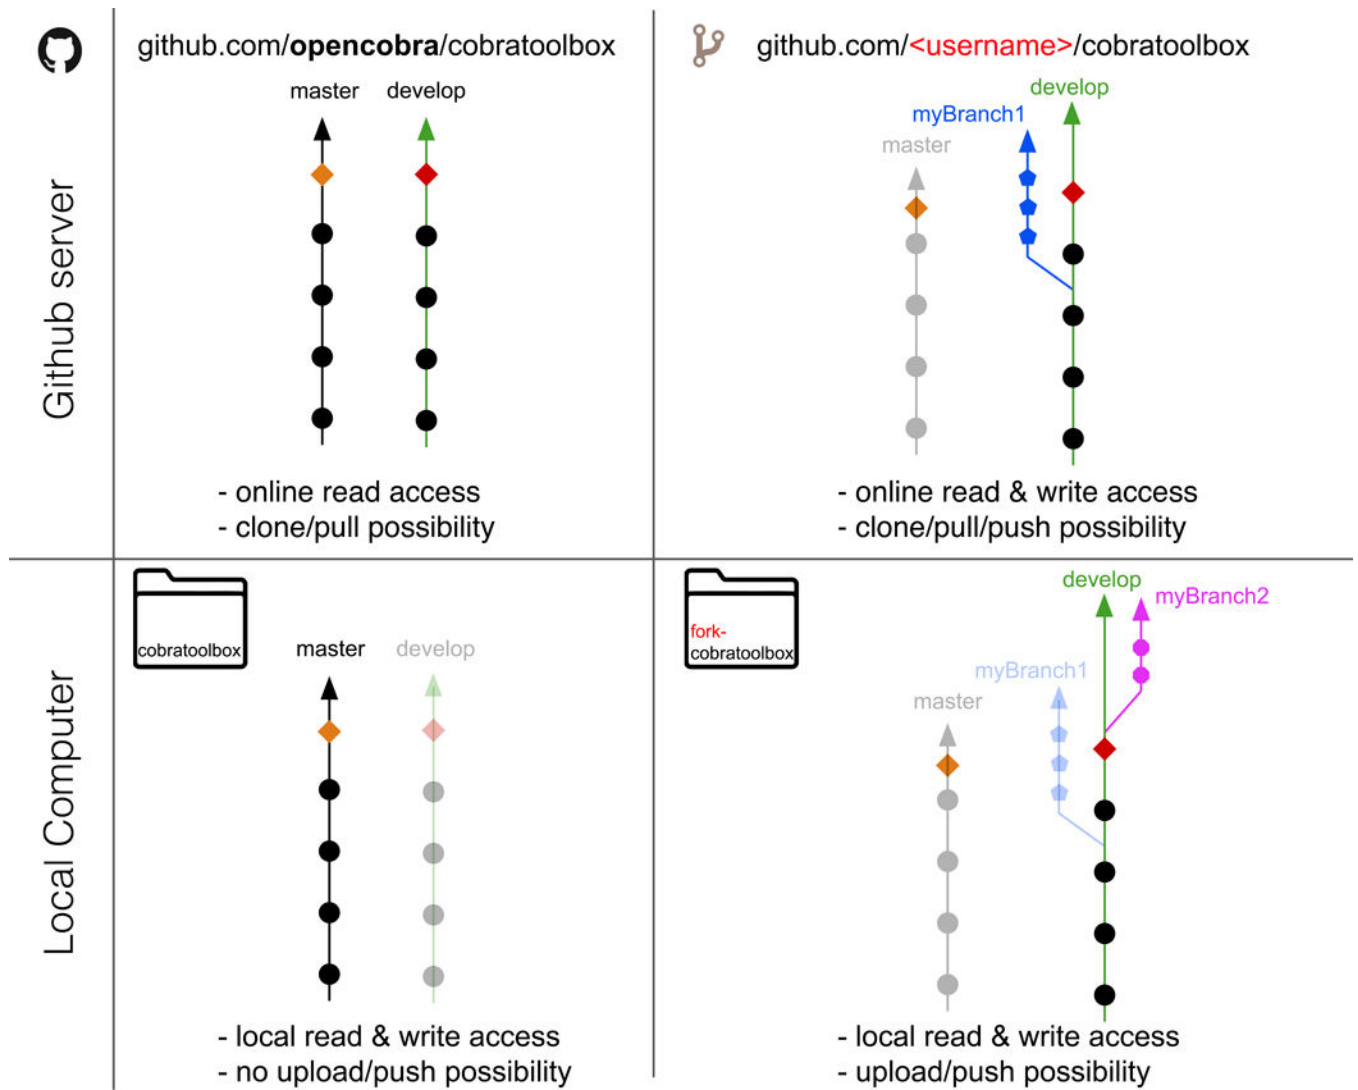 github.com/opencobra/cobratoolbox
github.com/<username>/cobratoolbox
Github server
master
develop
develop
myBranch1
master
- online read access
- clone/pull possibility
- online read & write access
- clone/pull/push possibility
Local Computer
cobratoolbox
master
develop
fork-
cobratoolbox
develop
myBranch2
myBranch1
master
- local read & write access
- no upload/push possibility
- local read & write access
- upload/push possibility